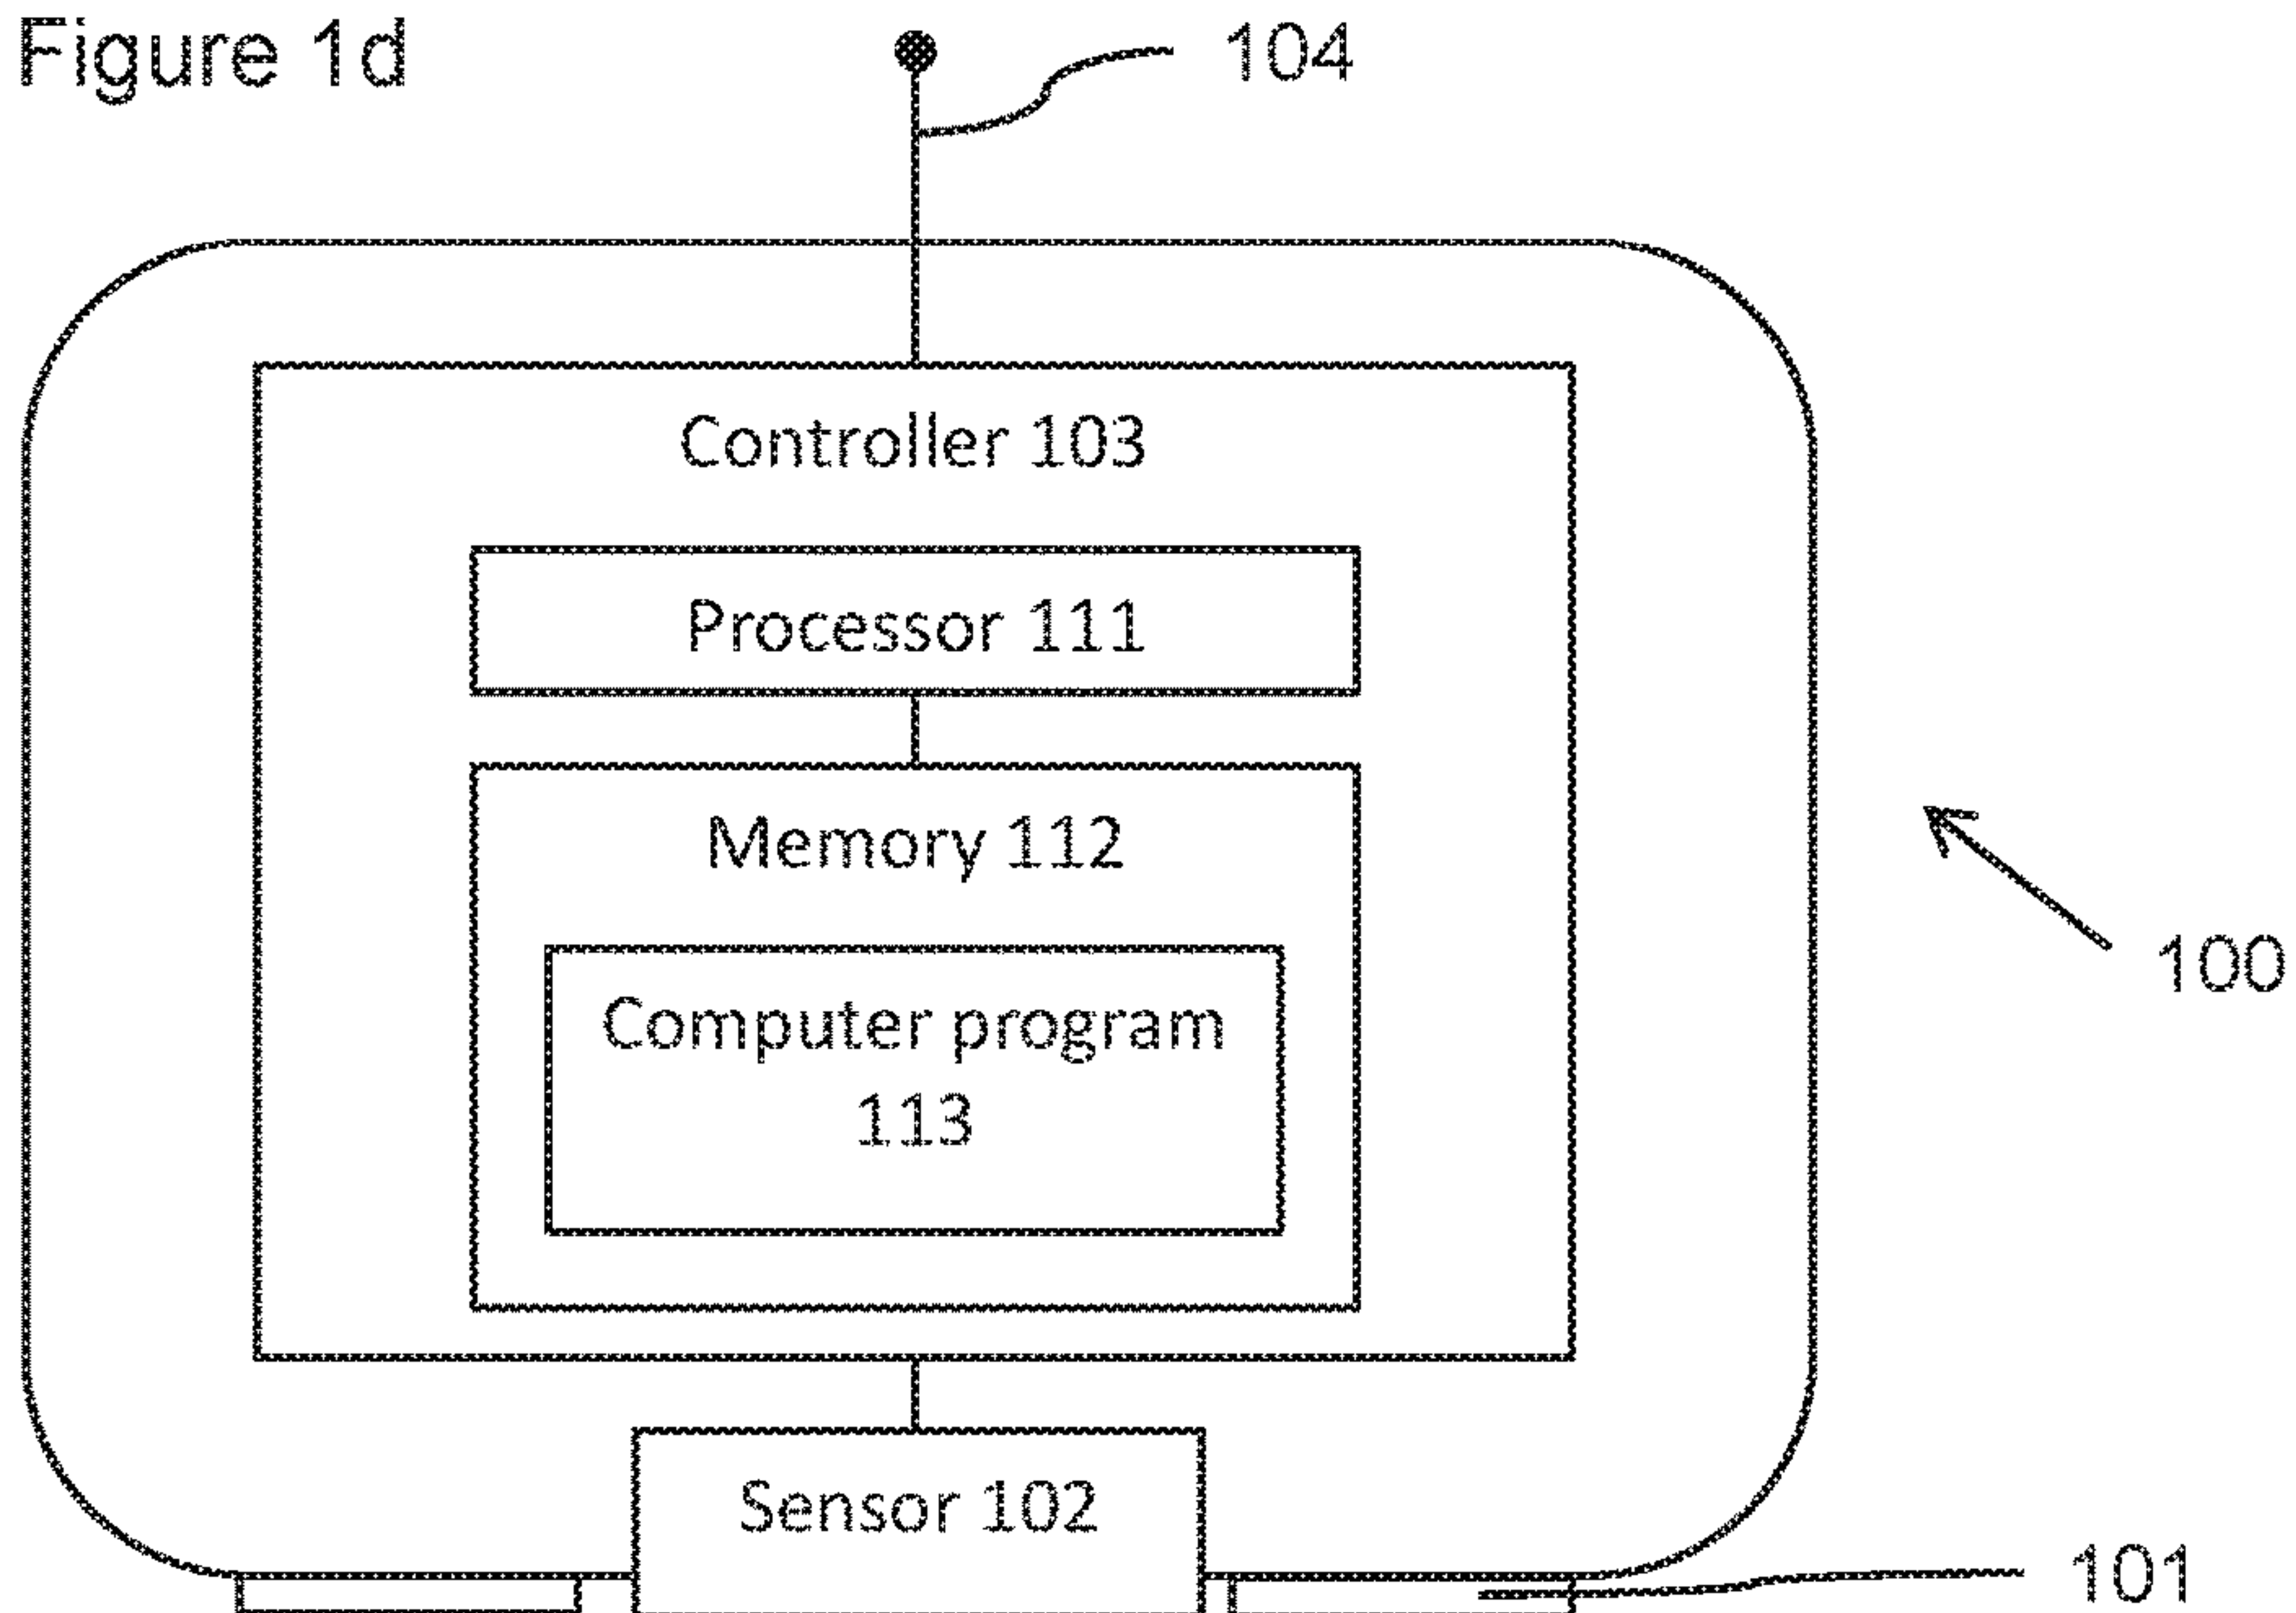 Figure 1d
104
Controller 103
Processor 111
Memory 112
100
Computer program
113
Sensor 102
101